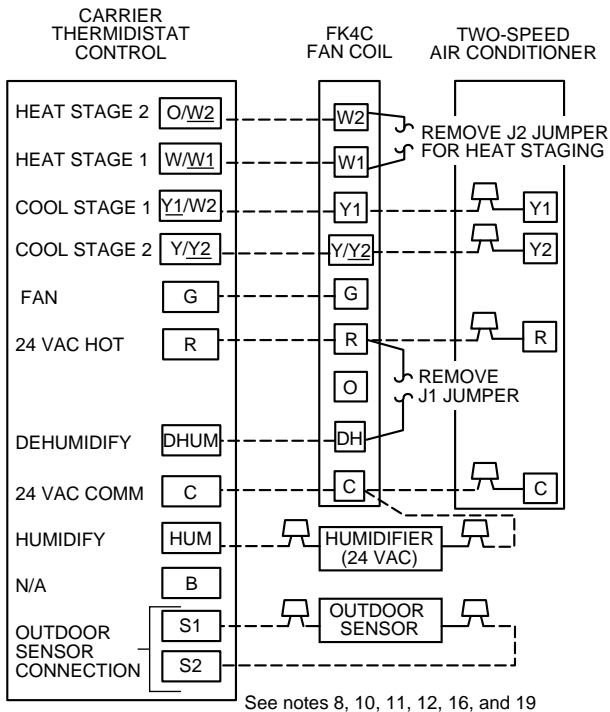 CARRIER
THERMIDISTAT
CONTROL
FK4C
FAN COIL
TWO-SPEED
AIR CONDITIONER
HEAT STAGE 2 O/W2 W2
REMOVE J2 JUMPER
FOR HEAT STAGING
HEAT STAGE 1 W/W1 W1
COOL STAGE 1 Y1/W2 Y1 Y1
COOL STAGE 2 Y/Y2 Y/Y2 Y2
FAN G G
24 VAC HOT R R R
O
REMOVE
J1 JUMPER
DEHUMIDIFY DHUM DH
24 VAC COMM C C C
HUMIDIFY HUM HUMIDIFIER
(24 VAC)
N/A B
OUTDOOR
SENSOR
CONNECTION
S1
S2
OUTDOOR
SENSOR
See notes 8, 10, 11, 12, 16, and 19